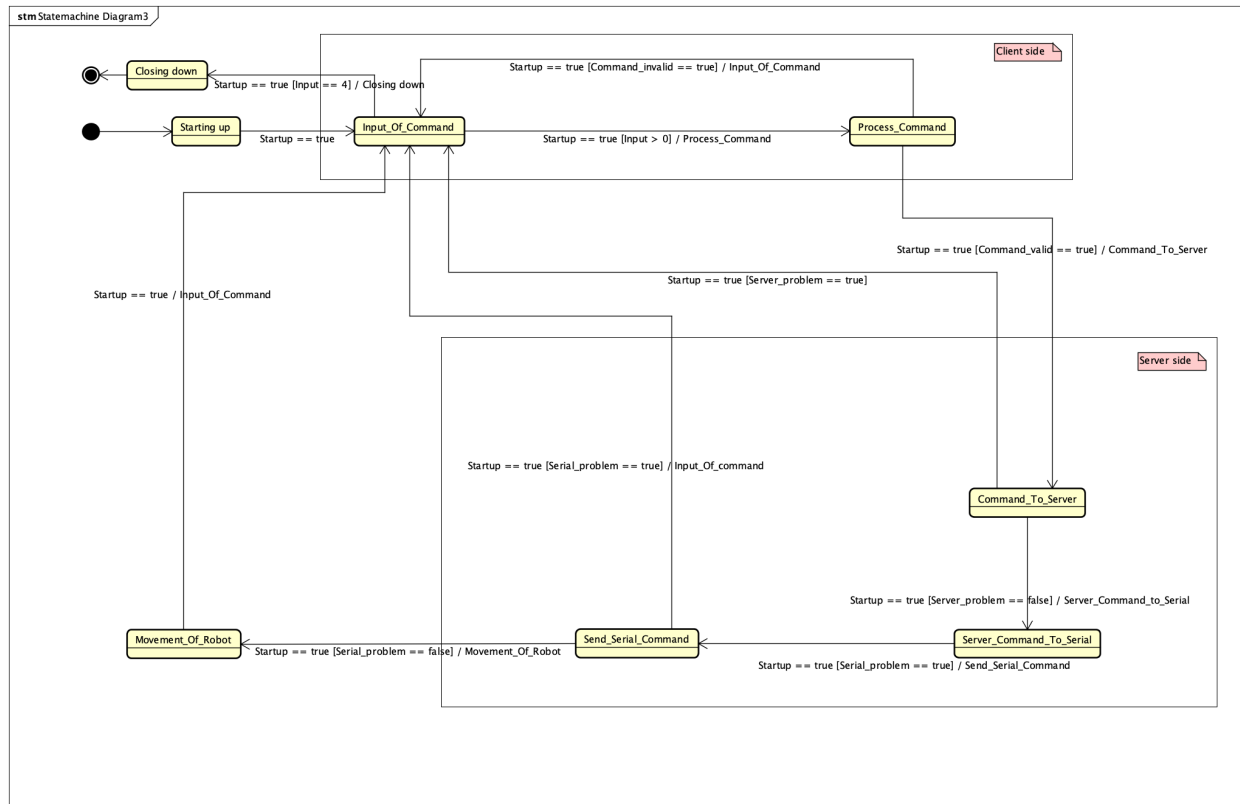 stm Statemachine Diagram3
Client side
Closing down
Startup == true [Command_invalid == true] / Input_Of_Command
Startup == true [Input == 4] / Closing down
Starting up
Startup == true
Input_Of_Command
Startup == true [Input > 0] / Process_Command
Process_Command
Startup == true [Command_valid == true] / Command_To_Server
Startup == true [Server_problem == true]
Startup == true / Input_Of_Command
Server side
Startup == true [Serial_problem == true] / Input_Of_command
Command_To_Server
Startup == true [Server_problem == false] / Server_Command_to_Serial
Movement_Of_Robot
Startup == true [Serial_problem == false] / Movement_Of_Robot
Send_Serial_Command
Server_Command_To_Serial
Startup == true [Serial_problem == true] / Send_Serial_Command